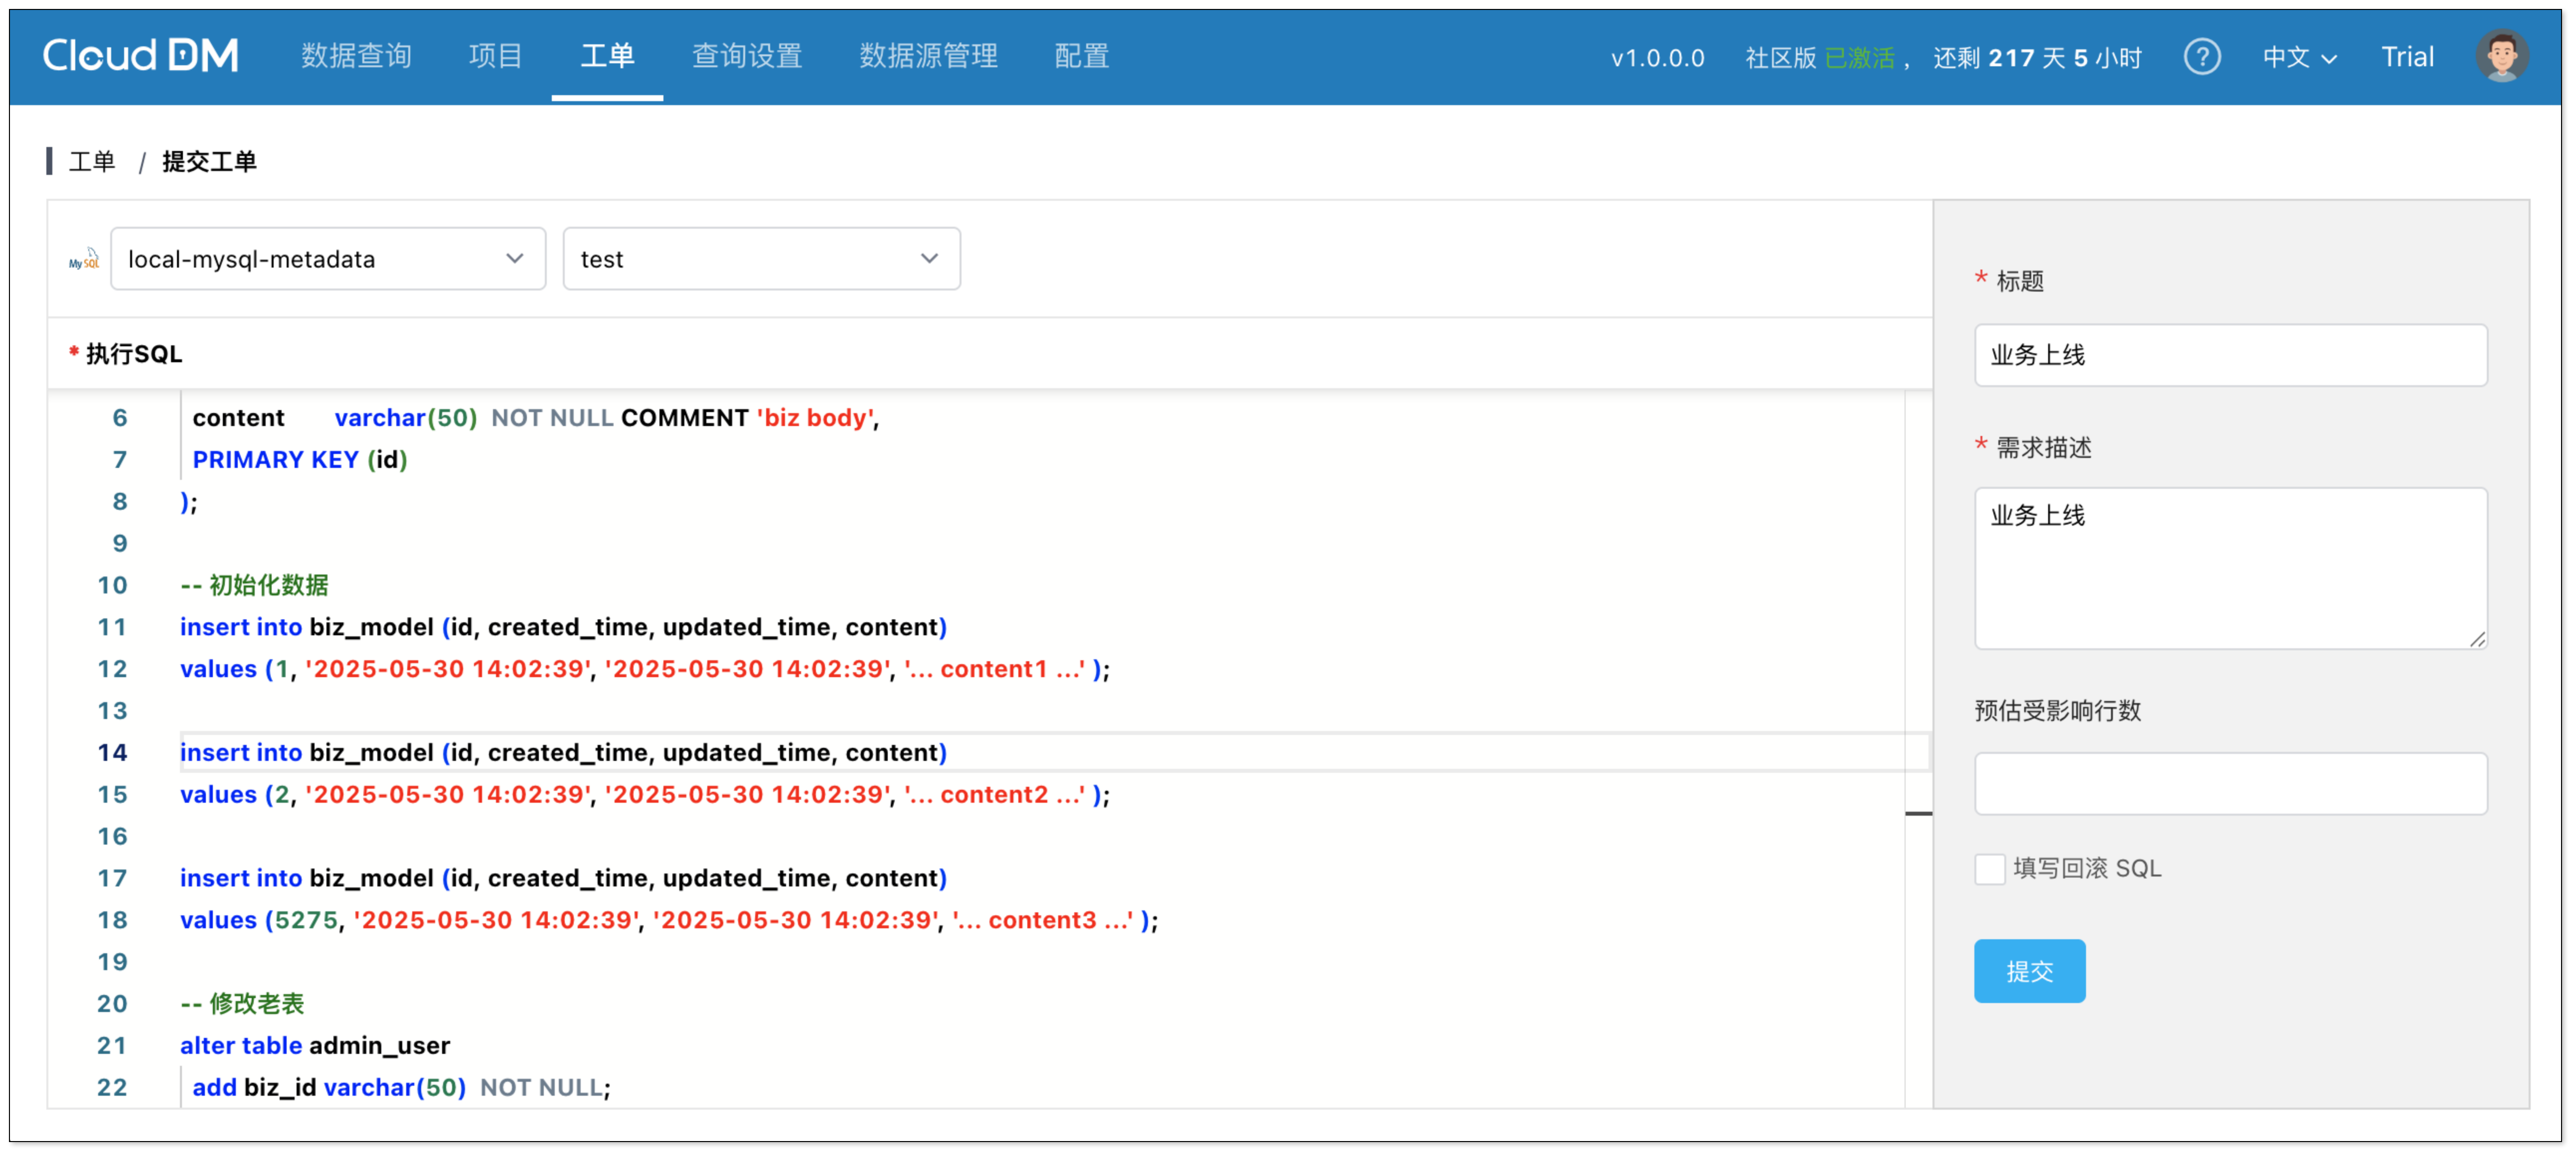 Cloud DM 数据查询 项目 工单 查询设置 数据源管理 配置 v1.0.0.0 社区版 已激活 ， 还剩 217 天 5 小时 ? 中文 Trial
工单 / 提交工单
MySQL local-mysql-metadata test
* 执行SQL
6 content varchar(50) NOT NULL COMMENT 'biz body',
7 PRIMARY KEY (id)
8 );
9
10 -- 初始化数据
11 insert into biz_model (id, created_time, updated_time, content)
12 values (1, '2025-05-30 14:02:39', '2025-05-30 14:02:39', '... content1 ...' );
13
14 insert into biz_model (id, created_time, updated_time, content)
15 values (2, '2025-05-30 14:02:39', '2025-05-30 14:02:39', '... content2 ...' );
16
17 insert into biz_model (id, created_time, updated_time, content)
18 values (5275, '2025-05-30 14:02:39', '2025-05-30 14:02:39', '... content3 ...' );
19
20 -- 修改老表
21 alter table admin_user
22 add biz_id varchar(50) NOT NULL;
* 标题
业务上线
* 需求描述
业务上线
预估受影响行数
填写回滚 SQL
提交